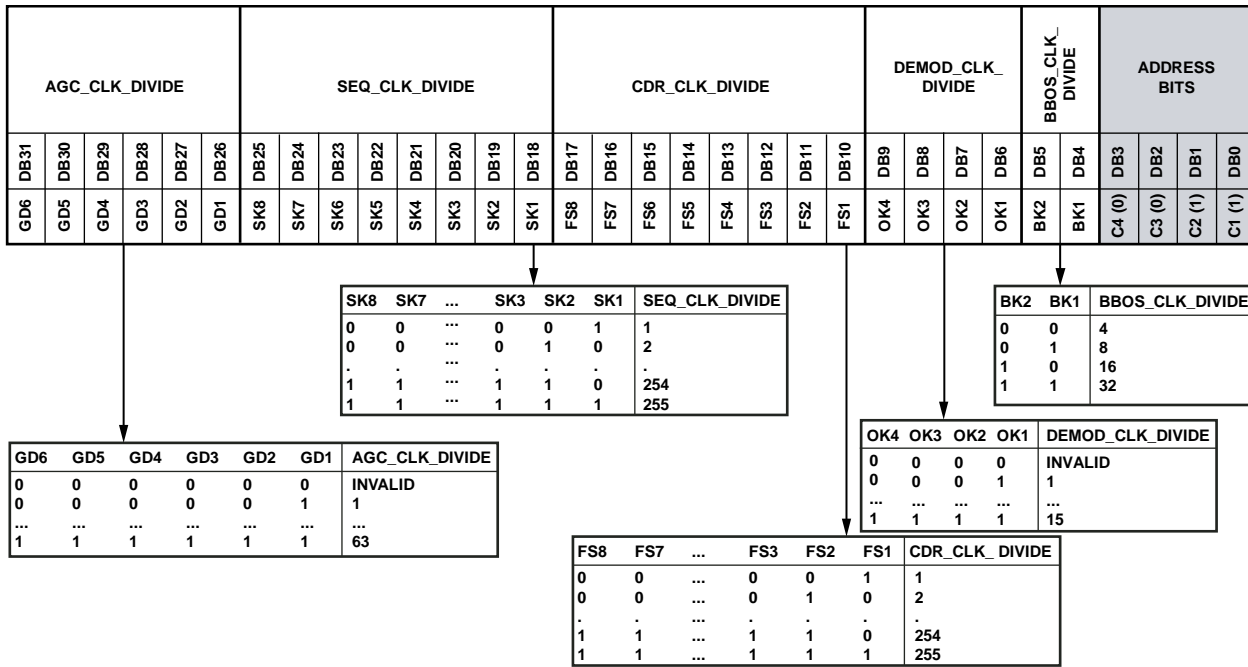 AGC_CLK_DIVIDE SEQ_CLK_DIVIDE CDR_CLK_DIVIDE DEMOD_CLK_ DIVIDE BBOS_CLK_ DIVIDE ADDRESS BITS
DB31 DB30 DB29 DB28 DB27 DB26 DB25 DB24 DB23 DB22 DB21 DB20 DB19 DB18 DB17 DB16 DB15 DB14 DB13 DB12 DB11 DB10 DB9 DB8 DB7 DB6 DB5 DB4 DB3 DB2 DB1 DB0
GD6 GD5 GD4 GD3 GD2 GD1 SK8 SK7 SK6 SK5 SK4 SK3 SK2 SK1 FS8 FS7 FS6 FS5 FS4 FS3 FS2 FS1 OK4 OK3 OK2 OK1 BK2 BK1 C4 (0) C3 (0) C2 (1) C1 (1)
SK8 SK7 ... SK3 SK2 SK1 SEQ_CLK_DIVIDE
0 0 ... 0 0 1 1
0 0 ... 0 1 0 2
. . ... . . . .
1 1 ... 1 1 0 254
1 1 ... 1 1 1 255
BK2 BK1 BBOS_CLK_DIVIDE
0 0 4
0 1 8
1 0 16
1 1 32
OK4 OK3 OK2 OK1 DEMOD_CLK_DIVIDE
0 0 0 0 INVALID
0 0 0 1 1
... ... ... ... ...
1 1 1 1 15
GD6 GD5 GD4 GD3 GD2 GD1 AGC_CLK_DIVIDE
0 0 0 0 0 0 INVALID
0 0 0 0 0 1 1
... ... ... ... ... ... ...
1 1 1 1 1 1 63
FS8 FS7 ... FS3 FS2 FS1 CDR_CLK_ DIVIDE
0 0 ... 0 0 1 1
0 0 ... 0 1 0 2
. . ... . . . .
1 1 ... 1 1 0 254
1 1 ... 1 1 1 255